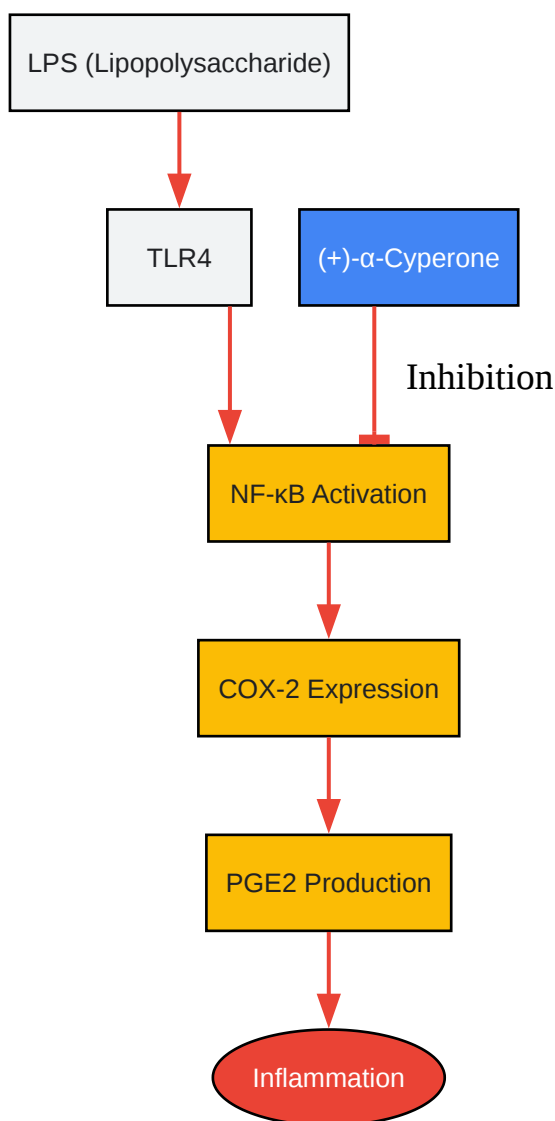 LPS (Lipopolysaccharide)
TLR4
(+)-α-Cyperone
Inhibition
NF-κB Activation
COX-2 Expression
PGE2 Production
Inflammation